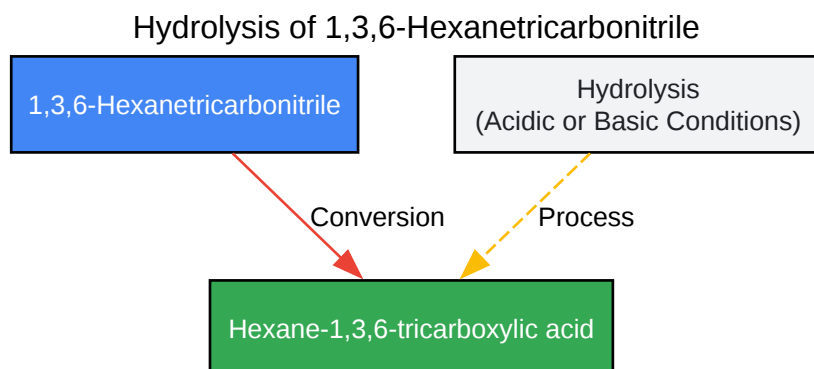 Hydrolysis of 1,3,6-Hexanetricarbonitrile
1,3,6-Hexanetricarbonitrile
Hydrolysis
(Acidic or Basic Conditions)
Conversion
Process
Hexane-1,3,6-tricarboxylic acid